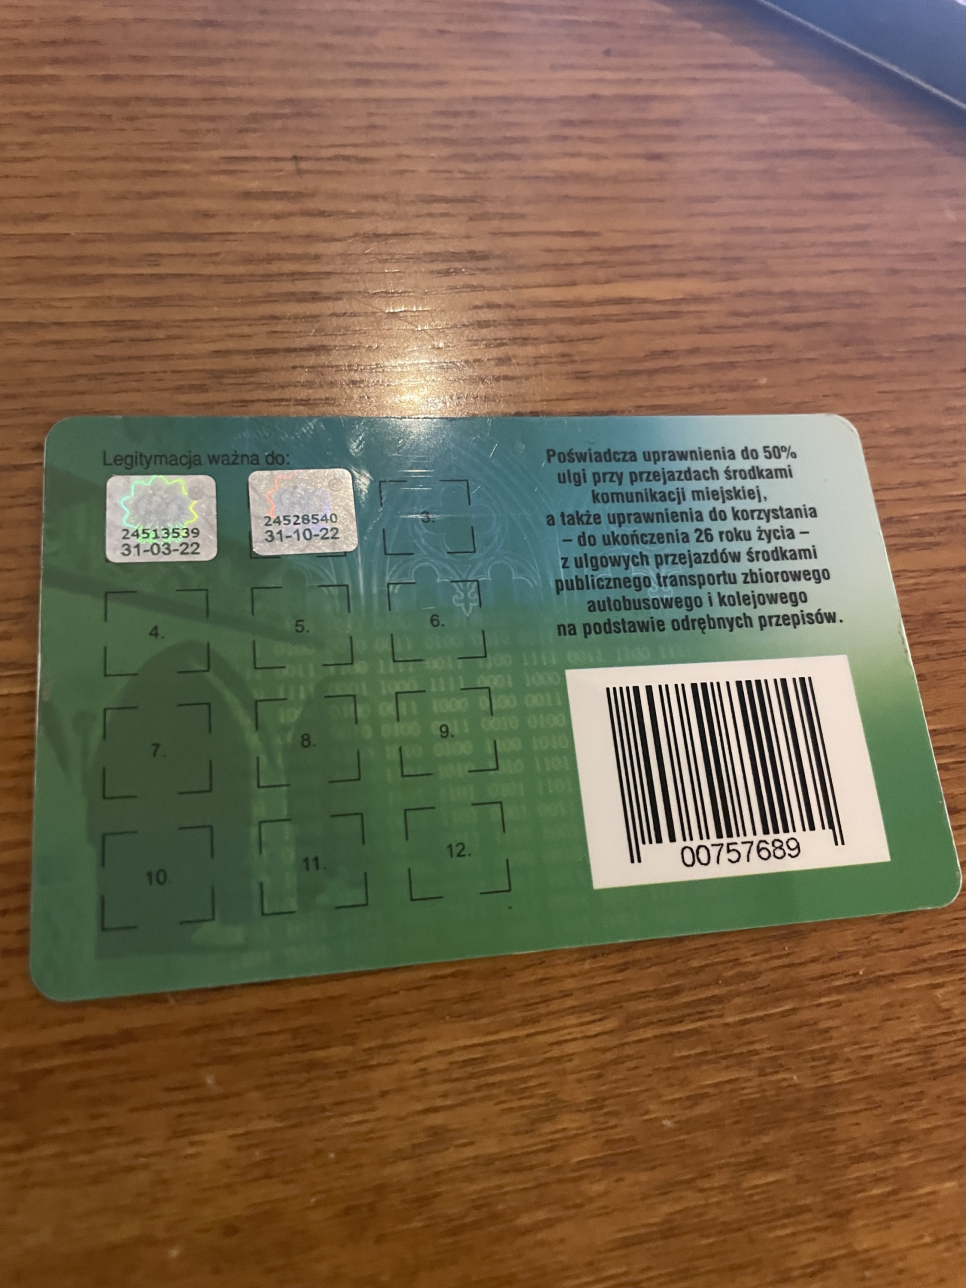 Legitymacja ważna do:
24513539
31-03-22
24528540
31-10-22
3.
4.
5.
6.
7.
8.
9.
10.
11.
12.
Poświadcza uprawnienia do 50%
ulgi przy przejazdach środkami
komunikacji miejskiej,
a także uprawnienia do korzystania
– do ukończenia 26 roku życia –
z ulgowych przejazdów środkami
publicznego transportu zbiorowego
autobusowego i kolejowego
na podstawie odrębnych przepisów.
00757689